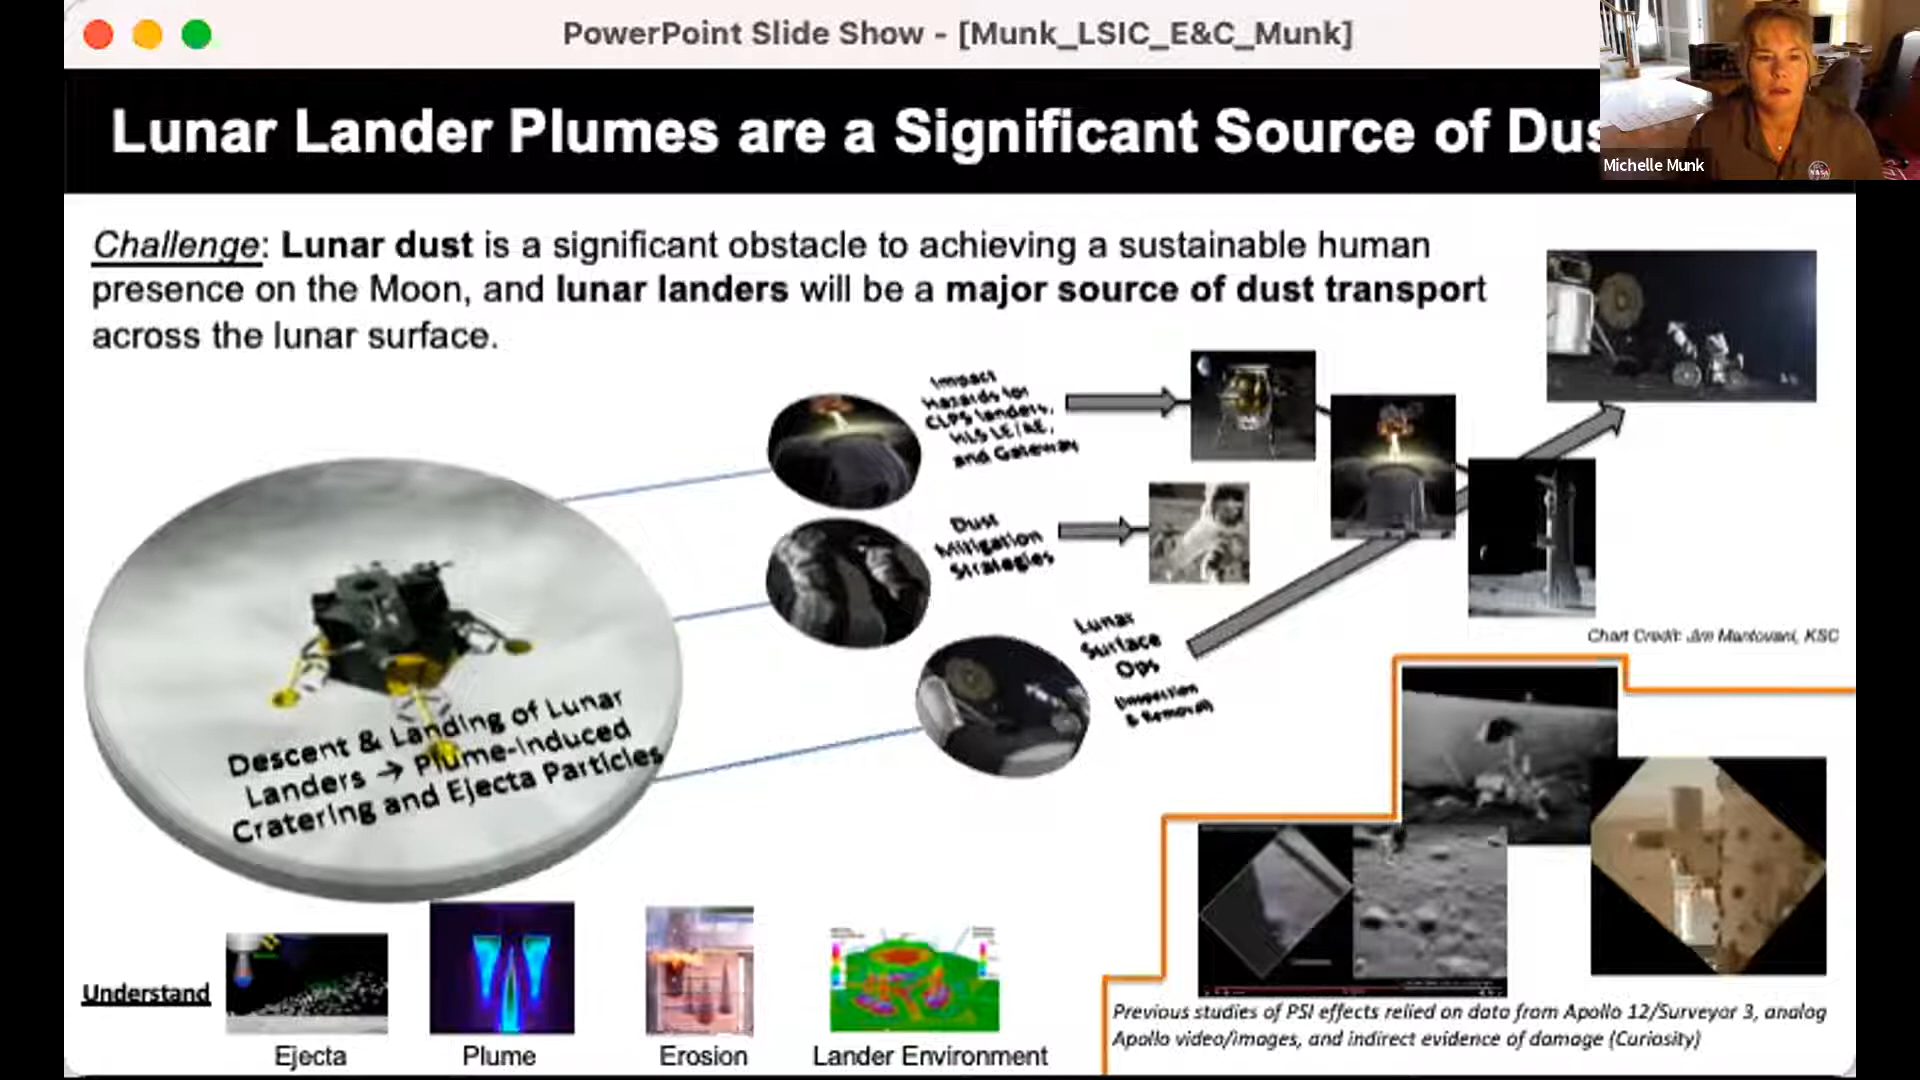 PowerPoint Slide Show - [Munk_LSIC_E&C_Munk]
Lunar Lander Plumes are a Significant Source of Dus
Michelle Munk
NASA
Challenge: Lunar dust is a significant obstacle to achieving a sustainable human
presence on the Moon, and lunar landers will be a major source of dust transport
across the lunar surface.
Impact
Hazards for
CLPS landers,
HLS LE/AE,
and Gateway
Dust
Mitigation
Strategies
Lunar
Surface
Ops
(Inspection
& Removal)
Chart Credit: Jim Mantovani, KSC
Descent & Landing of Lunar
Landers → Plume-Induced
Cratering and Ejecta Particles
Understand
Ejecta
Plume
Erosion
Lander Environment
Previous studies of PSI effects relied on data from Apollo 12/Surveyor 3, analog
Apollo video/images, and indirect evidence of damage (Curiosity)